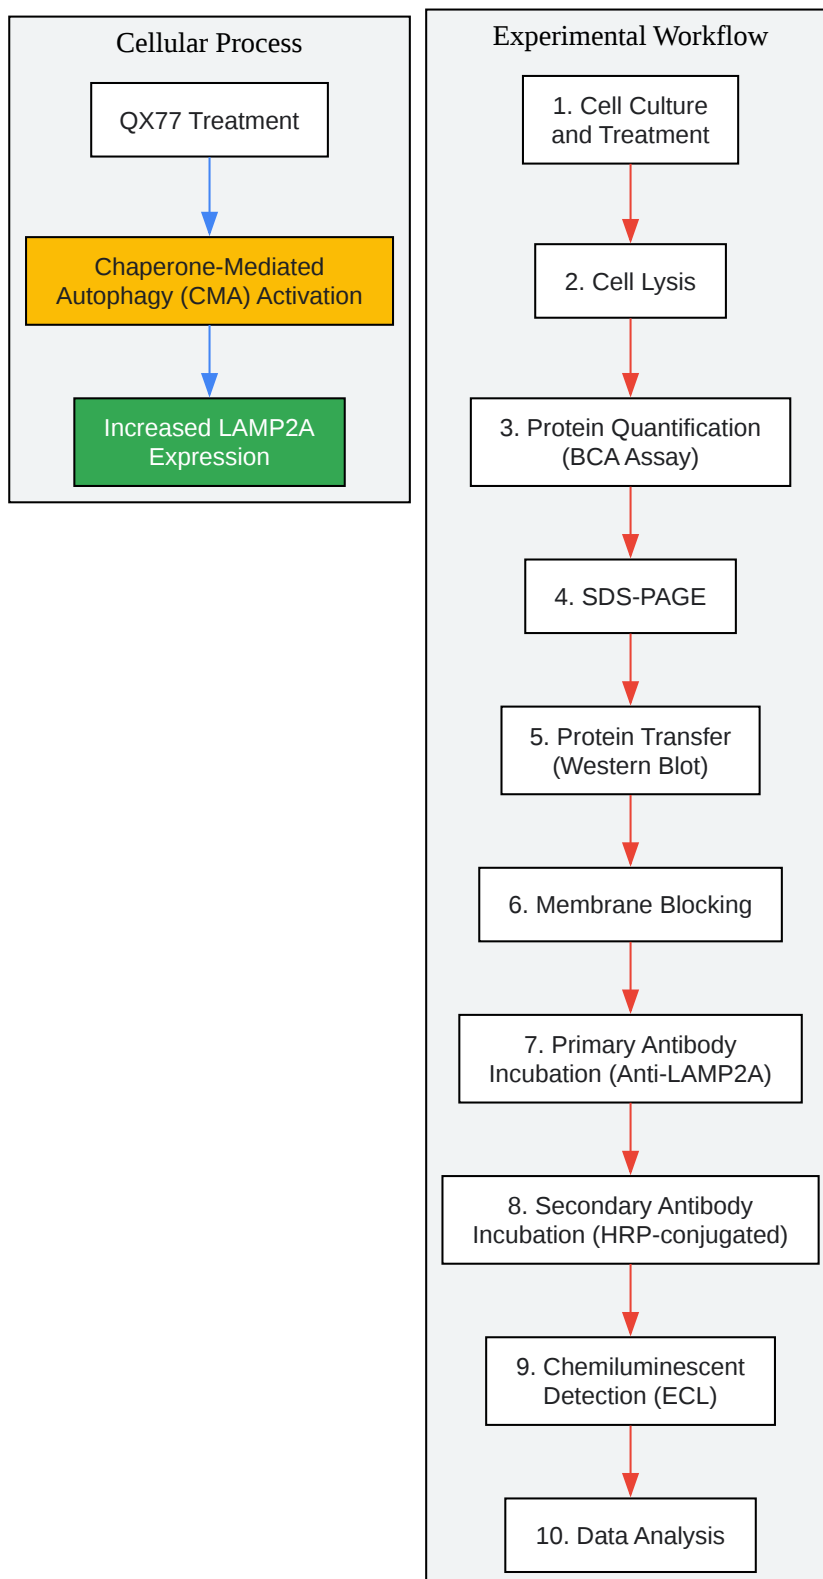 Cellular Process
QX77 Treatment
Chaperone-Mediated
Autophagy (CMA) Activation
Increased LAMP2A
Expression
Experimental Workflow
1. Cell Culture
and Treatment
2. Cell Lysis
3. Protein Quantification
(BCA Assay)
4. SDS-PAGE
5. Protein Transfer
(Western Blot)
6. Membrane Blocking
7. Primary Antibody
Incubation (Anti-LAMP2A)
8. Secondary Antibody
Incubation (HRP-conjugated)
9. Chemiluminescent
Detection (ECL)
10. Data Analysis